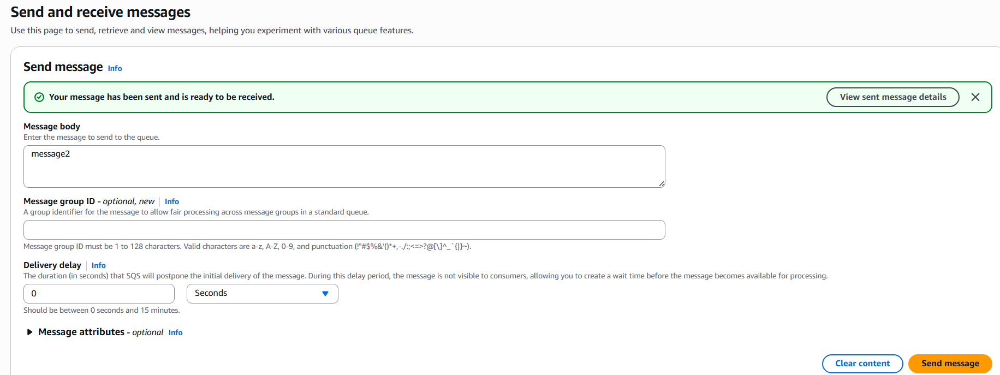 Send and receive messages
Use this page to send, retrieve and view messages, helping you experiment with various queue features.
Send message Info
Your message has been sent and is ready to be received.
View sent message details
Message body
Enter the message to send to the queue.
message2
Message group ID - optional, new Info
A group identifier for the message to allow fair processing across message groups in a standard queue.
Message group ID must be 1 to 128 characters. Valid characters are a-z, A-Z, 0-9, and punctuation (!"#$%&'()*+,-./:;<=>?@[\]^_`{|}~).
Delivery delay Info
The duration (in seconds) that SQS will postpone the initial delivery of the message. During this delay period, the message is not visible to consumers, allowing you to create a wait time before the message becomes available for processing.
0 Seconds
Should be between 0 seconds and 15 minutes.
Message attributes - optional Info
Clear content Send message